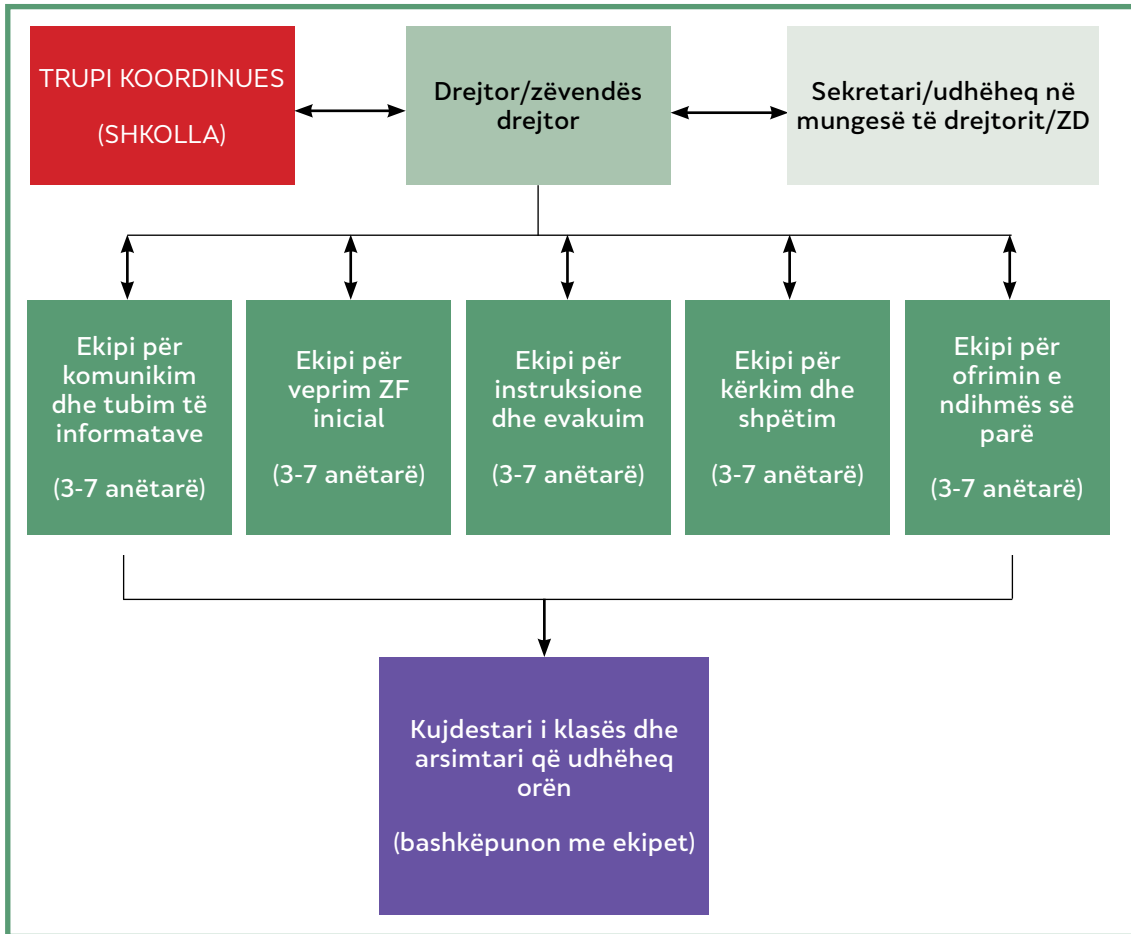 TRUPI KOORDINUES
(SHKOLLA)
Drejtor/zëvendës
drejtor
Sekretari/udhëheq në
mungesë të drejtorit/ZD
Ekipi për
komunikim
dhe tubim të
informatave
(3-7 anëtarë)
Ekipi për
veprim ZF
inicial
(3-7 anëtarë)
Ekipi për
instruksione
dhe evakuim
(3-7 anëtarë)
Ekipi për
kërkim dhe
shpëtim
(3-7 anëtarë)
Ekipi për
ofrimin e
ndihmës së
parë
(3-7 anëtarë)
Kujdestari i klasës dhe
arsimtari që udhëheq
orën
(bashkëpunon me ekipet)